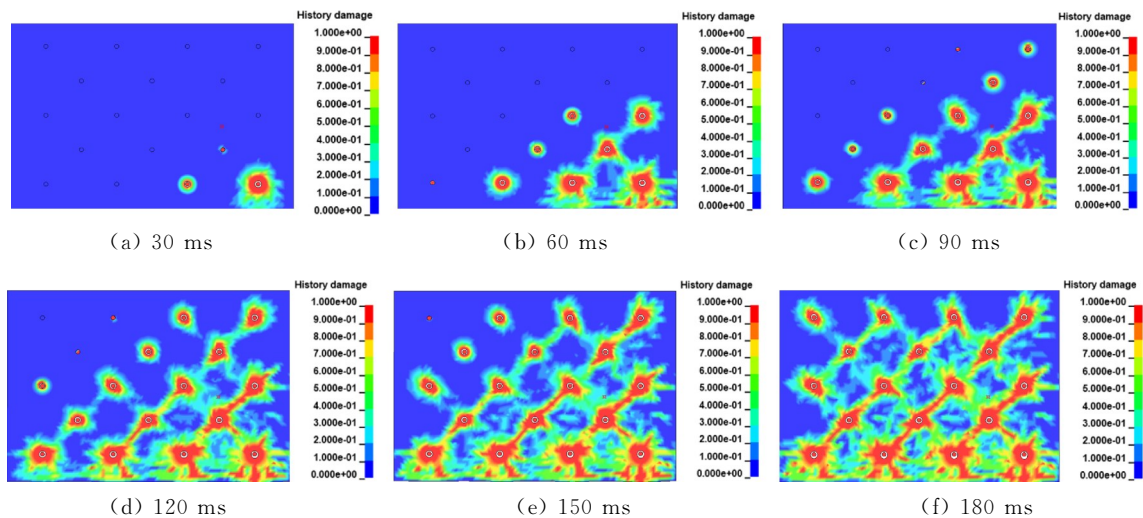 History damage
1.000e+00
9.000e-01
8.000e-01
7.000e-01
6.000e-01
5.000e-01
4.000e-01
3.000e-01
2.000e-01
1.000e-01
0.000e+00
(a) 30 ms
History damage
1.000e+00
9.000e-01
8.000e-01
7.000e-01
6.000e-01
5.000e-01
4.000e-01
3.000e-01
2.000e-01
1.000e-01
0.000e+00
(b) 60 ms
History damage
1.000e+00
9.000e-01
8.000e-01
7.000e-01
6.000e-01
5.000e-01
4.000e-01
3.000e-01
2.000e-01
1.000e-01
0.000e+00
(c) 90 ms
History damage
1.000e+00
9.000e-01
8.000e-01
7.000e-01
6.000e-01
5.000e-01
4.000e-01
3.000e-01
2.000e-01
1.000e-01
0.000e+00
(d) 120 ms
History damage
1.000e+00
9.000e-01
8.000e-01
7.000e-01
6.000e-01
5.000e-01
4.000e-01
3.000e-01
2.000e-01
1.000e-01
0.000e+00
(e) 150 ms
History damage
1.000e+00
9.000e-01
8.000e-01
7.000e-01
6.000e-01
5.000e-01
4.000e-01
3.000e-01
2.000e-01
1.000e-01
0.000e+00
(f) 180 ms